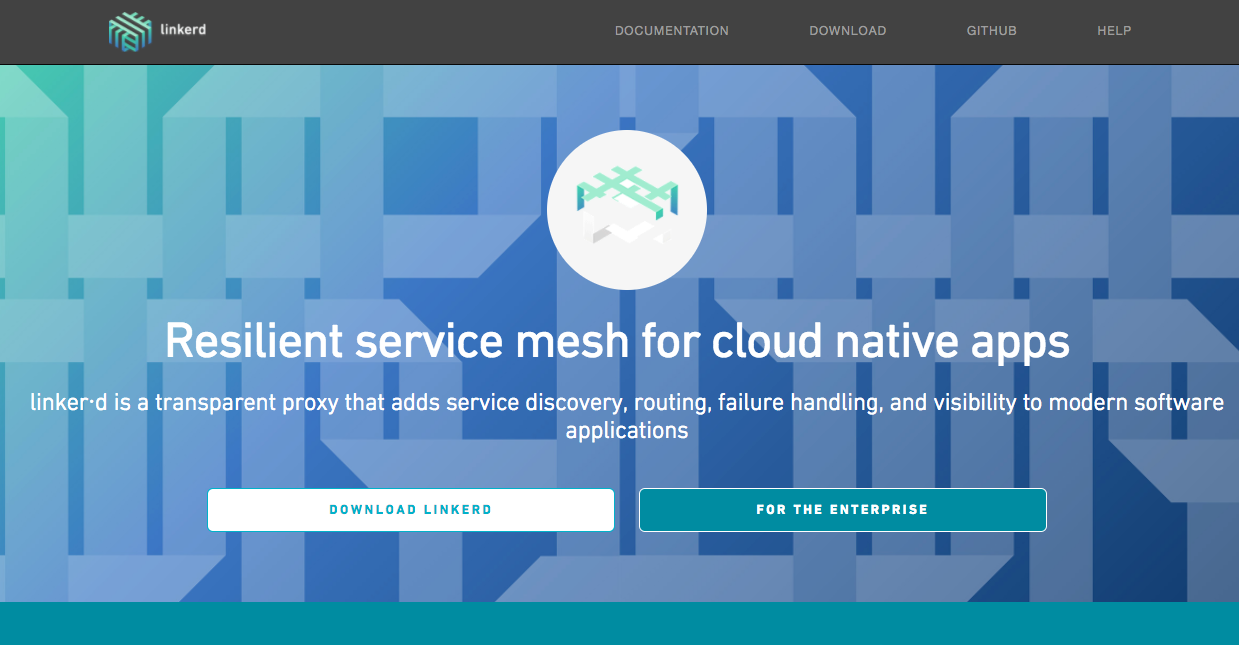 linkerd
DOCUMENTATION
DOWNLOAD
GITHUB
HELP
Resilient service mesh for cloud native apps
linker·d is a transparent proxy that adds service discovery, routing, failure handling, and visibility to modern software
applications
DOWNLOAD LINKERD
FOR THE ENTERPRISE